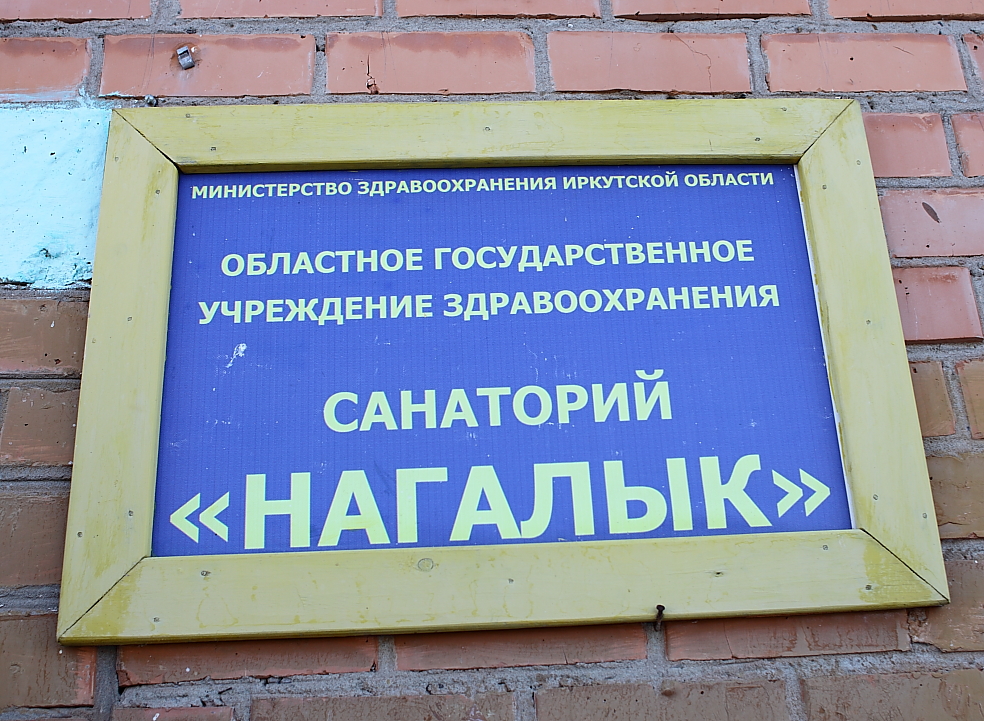 МИНИСТЕРСТВО ЗДРАВООХРАНЕНИЯ ИРКУТСКОЙ ОБЛАСТИ
ОБЛАСТНОЕ ГОСУДАРСТВЕННОЕ
УЧРЕЖДЕНИЕ ЗДРАВООХРАНЕНИЯ
САНАТОРИЙ
«НАГАЛЫК»